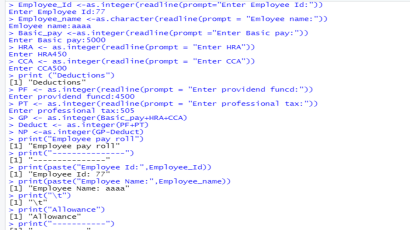 > Employee_Id <-as.integer(readline(prompt="Enter Employee Id:"))
Enter Employee Id:77
> Employee_name <-as.character(readline(prompt = "Emloyee name:"))
Emloyee name:aaaa
> Basic_pay <-as.integer(readline(prompt ="Enter Basic pay:"))
Enter Basic pay:5000
> HRA <- as.integer(readline(prompt = "Enter HRA"))
Enter HRA450
> CCA <- as.integer(readline(prompt = "Enter CCA"))
Enter CCA500
> print ("Deductions")
[1] "Deductions"
> PF <- as.integer(readline(prompt = "Enter providend funcd:"))
Enter providend funcd:4500
> PT <- as.integer(readline(prompt = "Enter professional tax:"))
Enter professional tax:505
> GP <- as.integer(Basic_pay+HRA+CCA)
> Deduct <- as.integer(PF+PT)
> NP <-as.integer(GP-Deduct)
> print("Employee pay roll")
[1] "Employee pay roll"
> print("---------------")
[1] "---------------"
> print(paste("Employee Id:",Employee_Id))
[1] "Employee Id: 77"
> print(paste("Employee Name:",Employee_name))
[1] "Employee Name: aaaa"
> print("\t")
[1] "\t"
> print("Allowance")
[1] "Allowance"
> print("-----------")